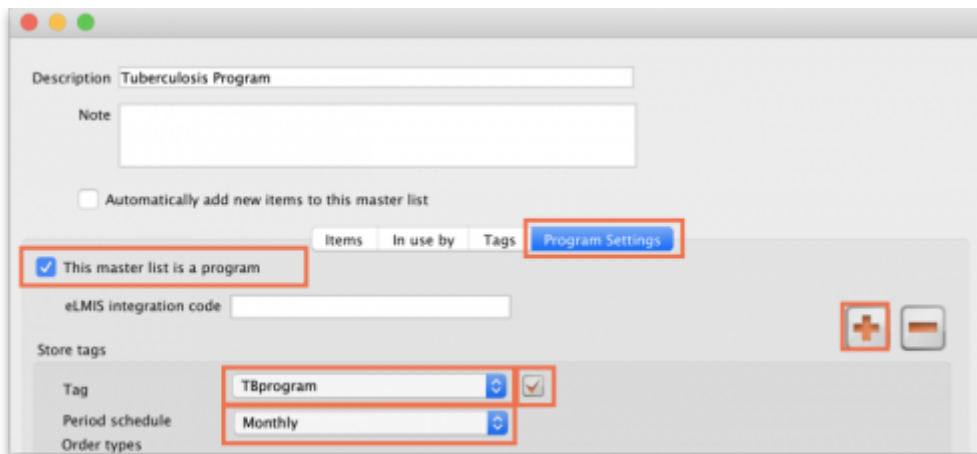 Description Tuberculosis Program
Note
Automatically add new items to this master list
Items In use by Tags Program Settings
This master list is a program
eLMIS integration code
Store tags
Tag TBprogram
Period schedule Monthly
Order types